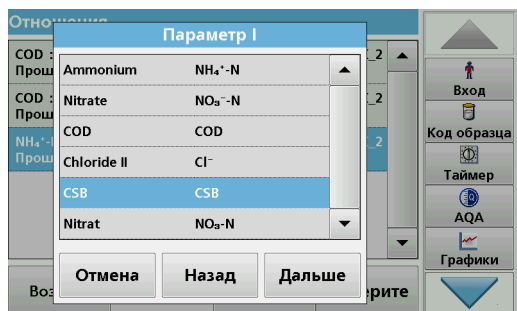 Отношения
Параметр I
COD :
Прош
_2
Ammonium NH₄⁺-N
Nitrate NO₃⁻-N
COD :
Прош
_2
COD COD
Chloride II Cl⁻
NH₄⁺-
Прош
_2
CSB CSB
Nitrat NO₃-N
Отмена Назад Дальше
Воз
ерите
Вход
Код образца
Таймер
AQA
Графики